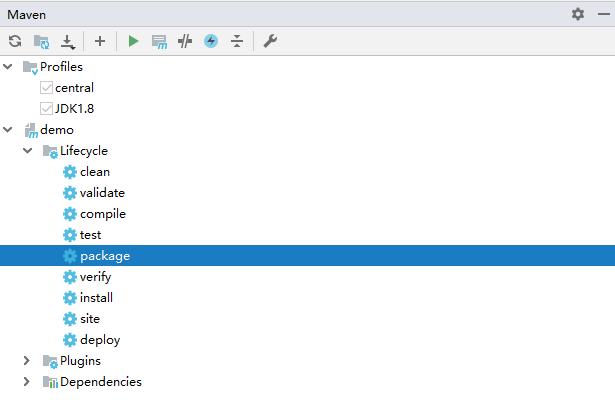 Maven
Profiles
central
JDK1.8
demo
Lifecycle
clean
validate
compile
test
package
verify
install
site
deploy
Plugins
Dependencies